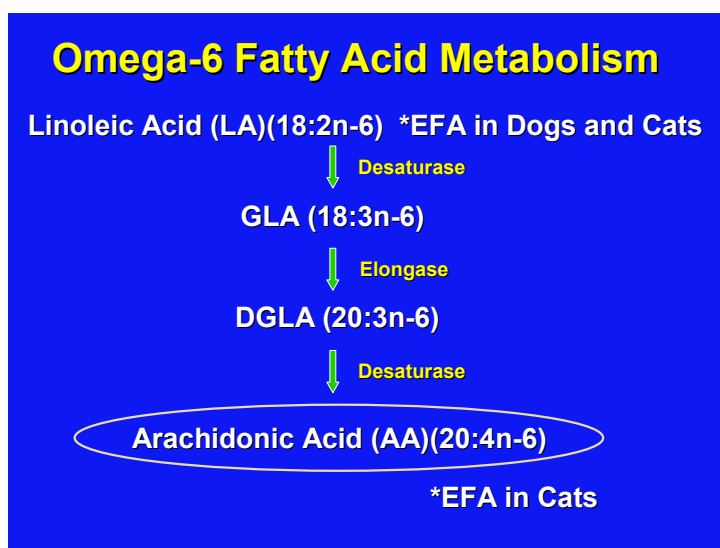 Omega-6 Fatty Acid Metabolism
Linoleic Acid (LA)(18:2n-6) *EFA in Dogs and Cats
Desaturase
GLA (18:3n-6)
Elongase
DGLA (20:3n-6)
Desaturase
Arachidonic Acid (AA)(20:4n-6)
*EFA in Cats